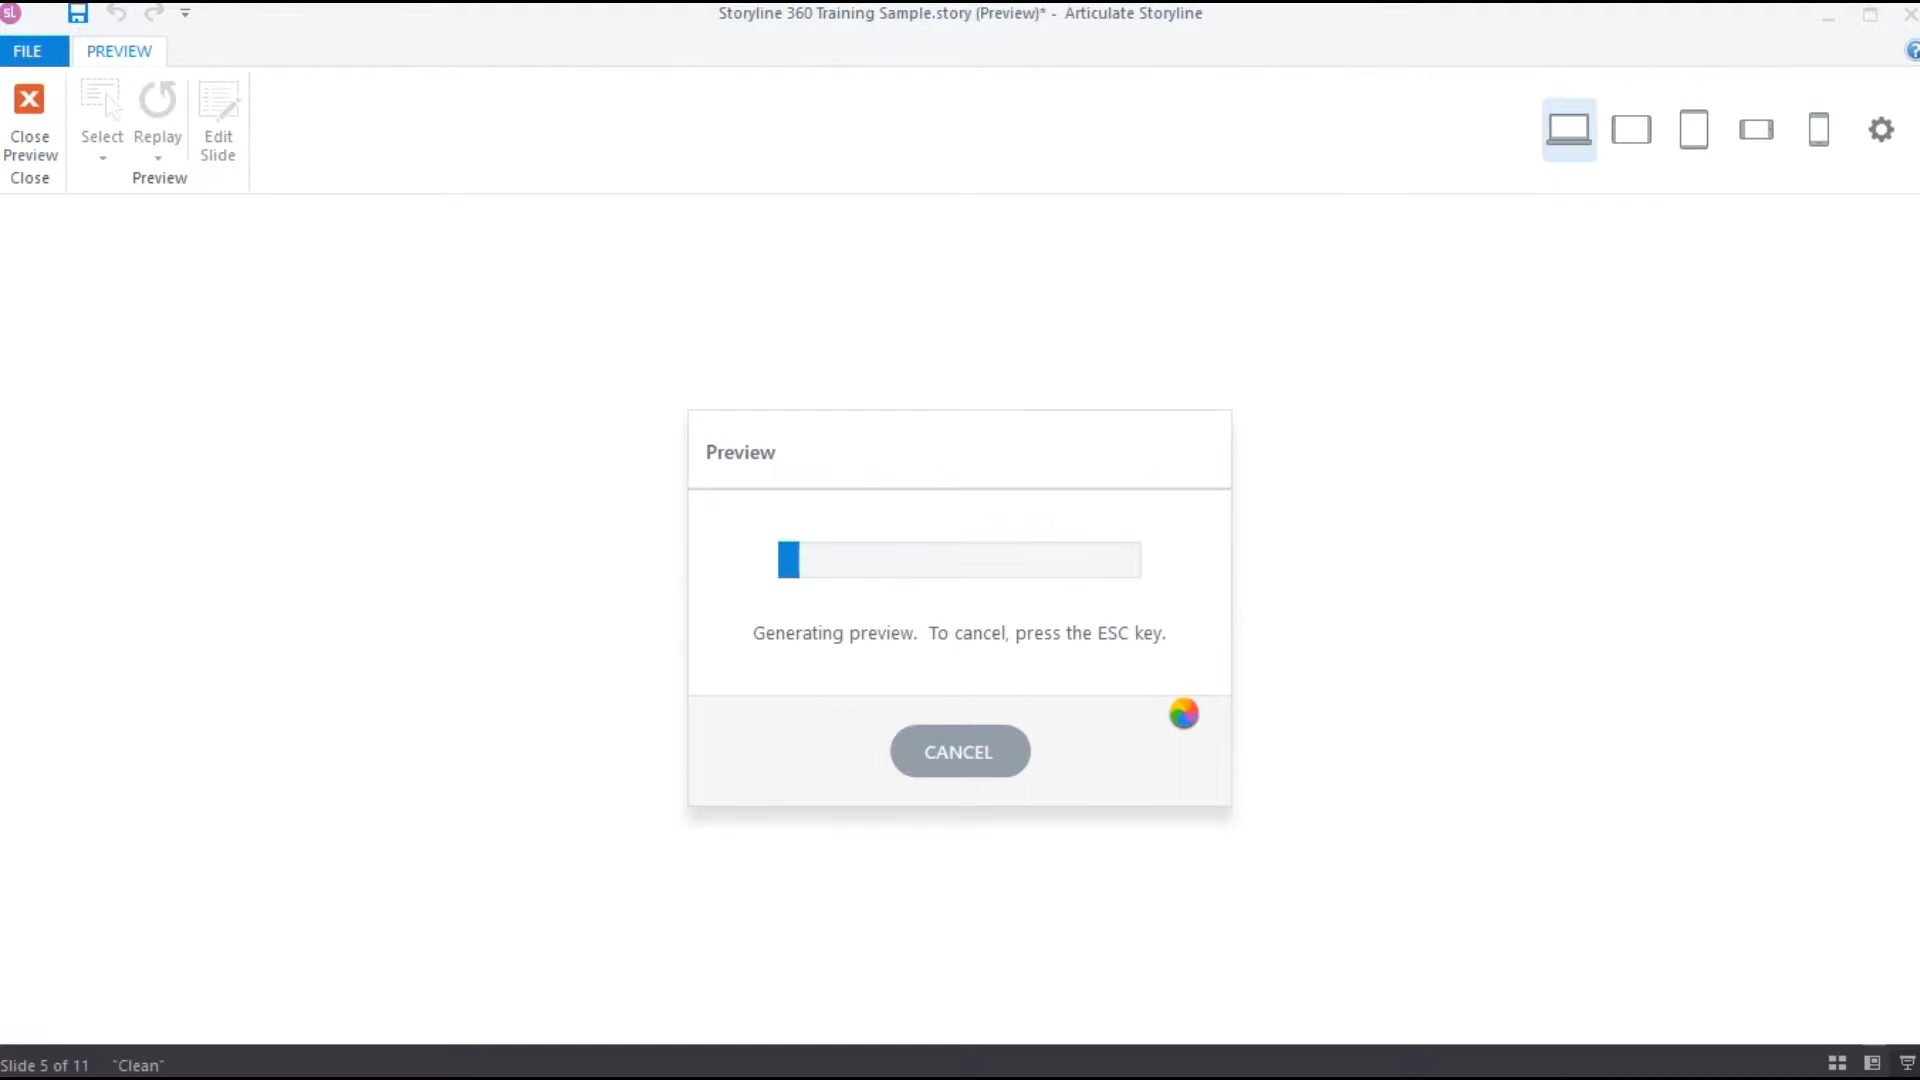 sl
Storyline 360 Training Sample.story (Preview)* - Articulate Storyline
FILE
PREVIEW
?
Close Preview
Select
Replay
Edit Slide
Close
Preview
Preview
Generating preview. To cancel, press the ESC key.
CANCEL
Slide 5 of 11
"Clean"